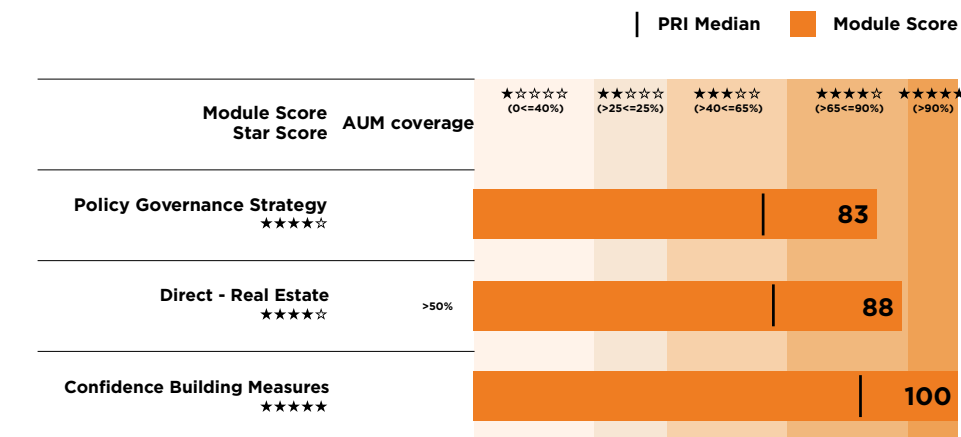 PRI Median Module Score
Module Score
Star Score
AUM coverage
★☆☆☆☆ ★★☆☆☆ ★★★☆☆ ★★★★☆ ★★★★★
(0<=40%) (>25<=25%) (>40<=65%) (>65<=90%) (>90%)
Policy Governance Strategy
★★★★☆
83
Direct - Real Estate
★★★★☆
>50%
88
Confidence Building Measures
★★★★★
100